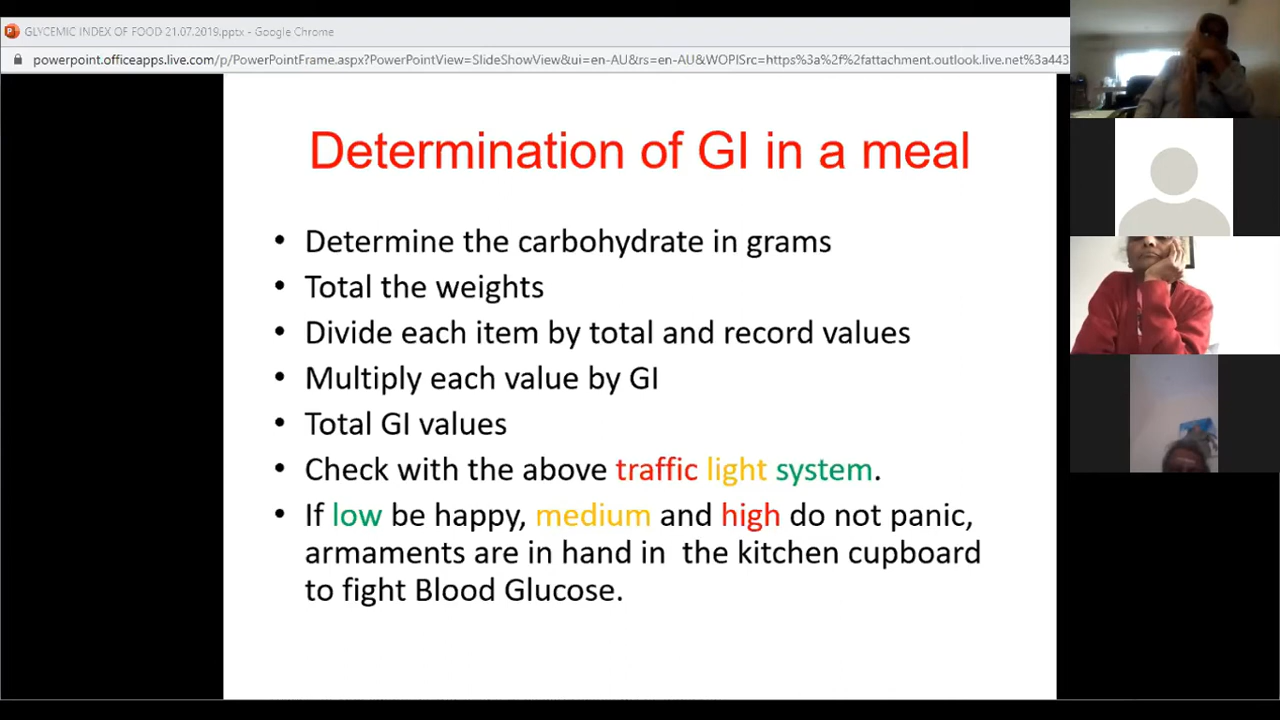 GLYCEMIC INDEX OF FOOD 21.07.2019.pptx - Google Chrome
powerpoint.officeapps.live.com/p/PowerPointFrame.aspx?PowerPointView=SlideShowView&ui=en-AU&rs=en-AU&WOPISrc=https%3a%2f%2fattachment.outlook.live.net%3a443
Determination of GI in a meal
• Determine the carbohydrate in grams
• Total the weights
• Divide each item by total and record values
• Multiply each value by GI
• Total GI values
• Check with the above traffic light system.
• If low be happy, medium and high do not panic,
armaments are in hand in the kitchen cupboard
to fight Blood Glucose.